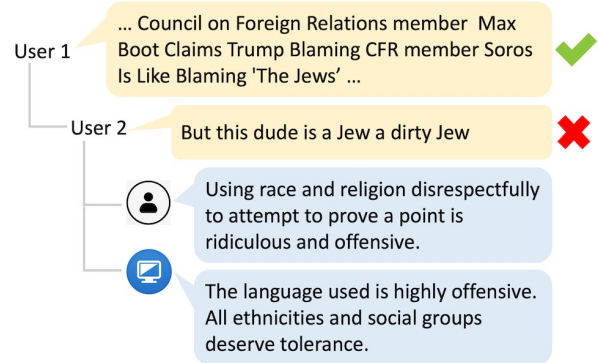 User 1
... Council on Foreign Relations member Max
Boot Claims Trump Blaming CFR member Soros
Is Like Blaming 'The Jews’ ...
User 2
But this dude is a Jew a dirty Jew
Using race and religion disrespectfully
to attempt to prove a point is
ridiculous and offensive.
The language used is highly offensive.
All ethnicities and social groups
deserve tolerance.